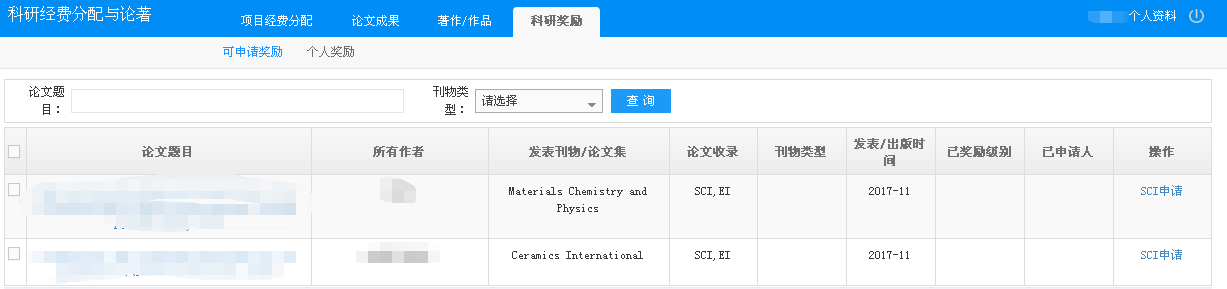 科研经费分配与论著
项目经费分配
论文成果
著作/作品
科研奖励
个人资料
可申请奖励
个人奖励
论文题
目：
刊物类
型：
请选择
查 询
论文题目
所有作者
发表刊物/论文集
论文收录
刊物类型
发表/出版时
间
已奖励级别
已申请人
操作
Materials Chemistry and
Physics
SCI,EI
2017-11
SCI申请
Ceramics International
SCI,EI
2017-11
SCI申请